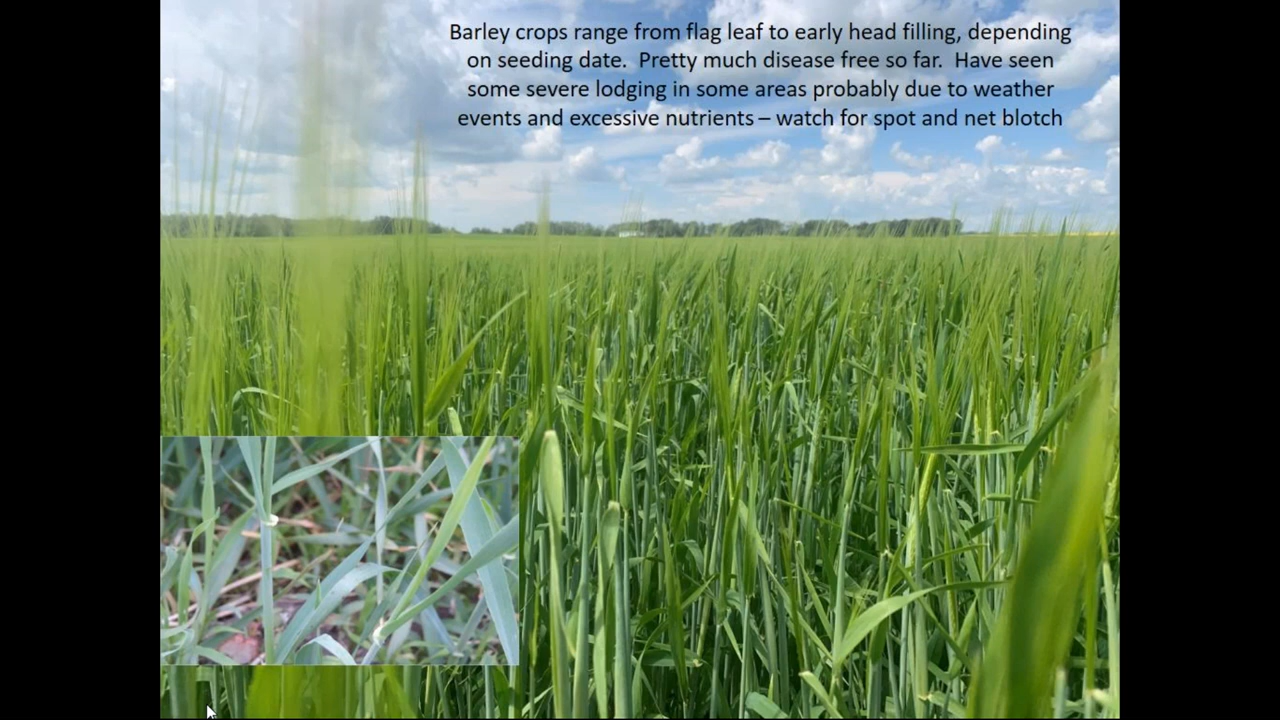 Barley crops range from flag leaf to early head filling, depending
on seeding date.  Pretty much disease free so far.  Have seen
some severe lodging in some areas probably due to weather
events and excessive nutrients – watch for spot and net blotch